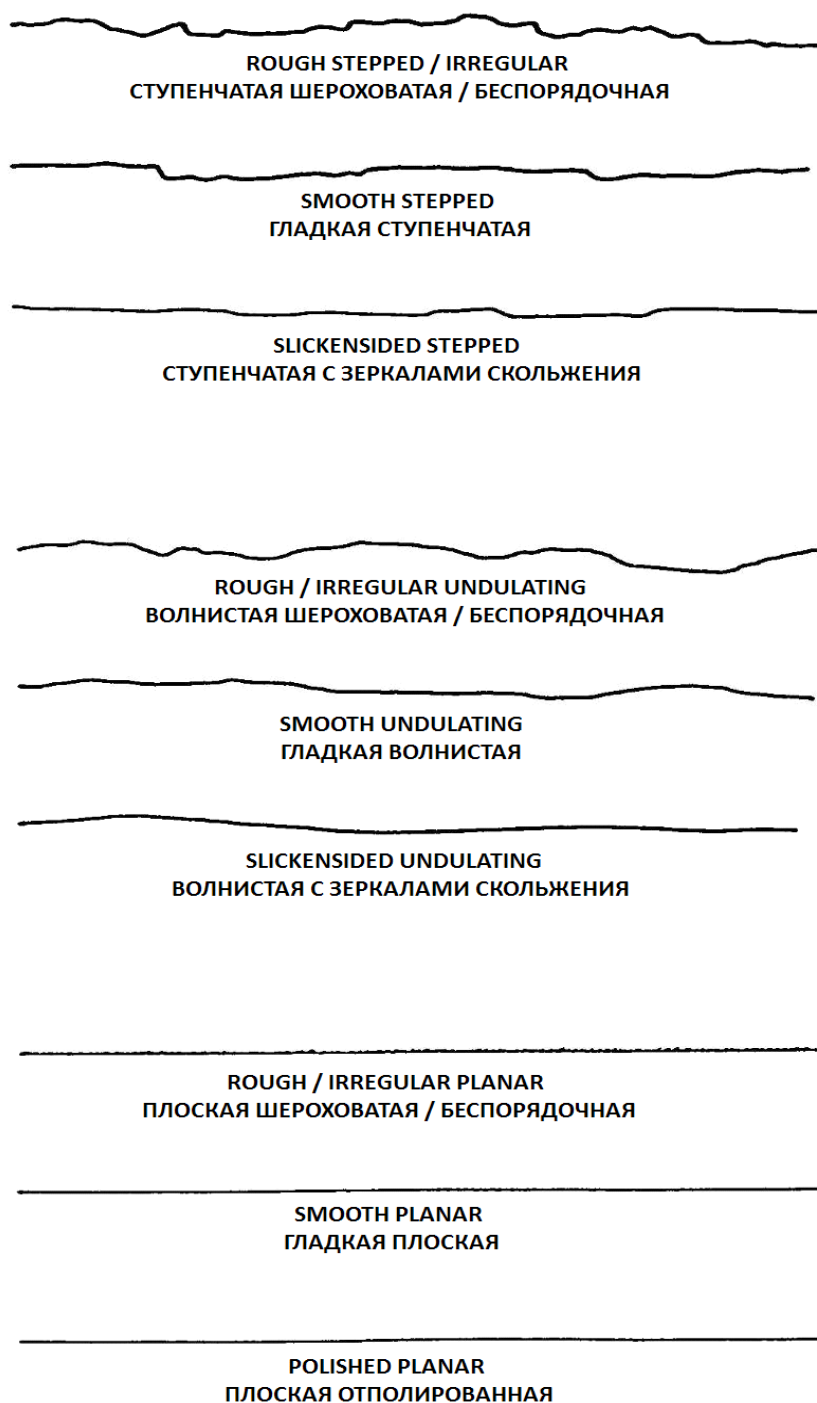 ROUGH STEPPED / IRREGULAR
СТУПЕНЧАТАЯ ШЕРОХОВАТАЯ / БЕСПОРЯДОЧНАЯ
SMOOTH STEPPED
ГЛАДКАЯ СТУПЕНЧАТАЯ
SLICKENSIDED STEPPED
СТУПЕНЧАТАЯ С ЗЕРКАЛАМИ СКОЛЬЖЕНИЯ
ROUGH / IRREGULAR UNDULATING
ВОЛНИСТАЯ ШЕРОХОВАТАЯ / БЕСПОРЯДОЧНАЯ
SMOOTH UNDULATING
ГЛАДКАЯ ВОЛНИСТАЯ
SLICKENSIDED UNDULATING
ВОЛНИСТАЯ С ЗЕРКАЛАМИ СКОЛЬЖЕНИЯ
ROUGH / IRREGULAR PLANAR
ПЛОСКАЯ ШЕРОХОВАТАЯ / БЕСПОРЯДОЧНАЯ
SMOOTH PLANAR
ГЛАДКАЯ ПЛОСКАЯ
POLISHED PLANAR
ПЛОСКАЯ ОТПОЛИРОВАННАЯ